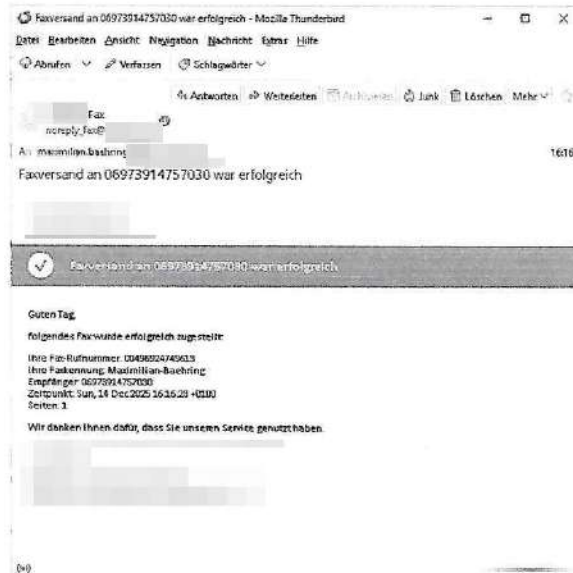 Faxversand an 06973914757030 war erfolgreich - Mozilla Thunderbird
Datei Bearbeiten Ansicht Navigation Nachricht Extras Hilfe
Abrufen Verfassen Schlagwörter
Antworten Weiterleiten Archivieren Junk Löschen Mehr
Fax
noreply_fax@
An maximilian.baehring
16:16
Faxversand an 06973914757030 war erfolgreich
Faxversand an 06973914757030 war erfolgreich
Guten Tag,
folgendes Fax wurde erfolgreich zugestellt:
Ihre Fax-Rufnummer: 00496924749613
Ihre Faxkennung: Maximilian-Baehring
Empfänger: 06973914757030
Zeitpunkt: Sun, 14 Dec 2025 16:16:28 +0100
Seiten: 1
Wir danken Ihnen dafür, dass Sie unseren Service genutzt haben.